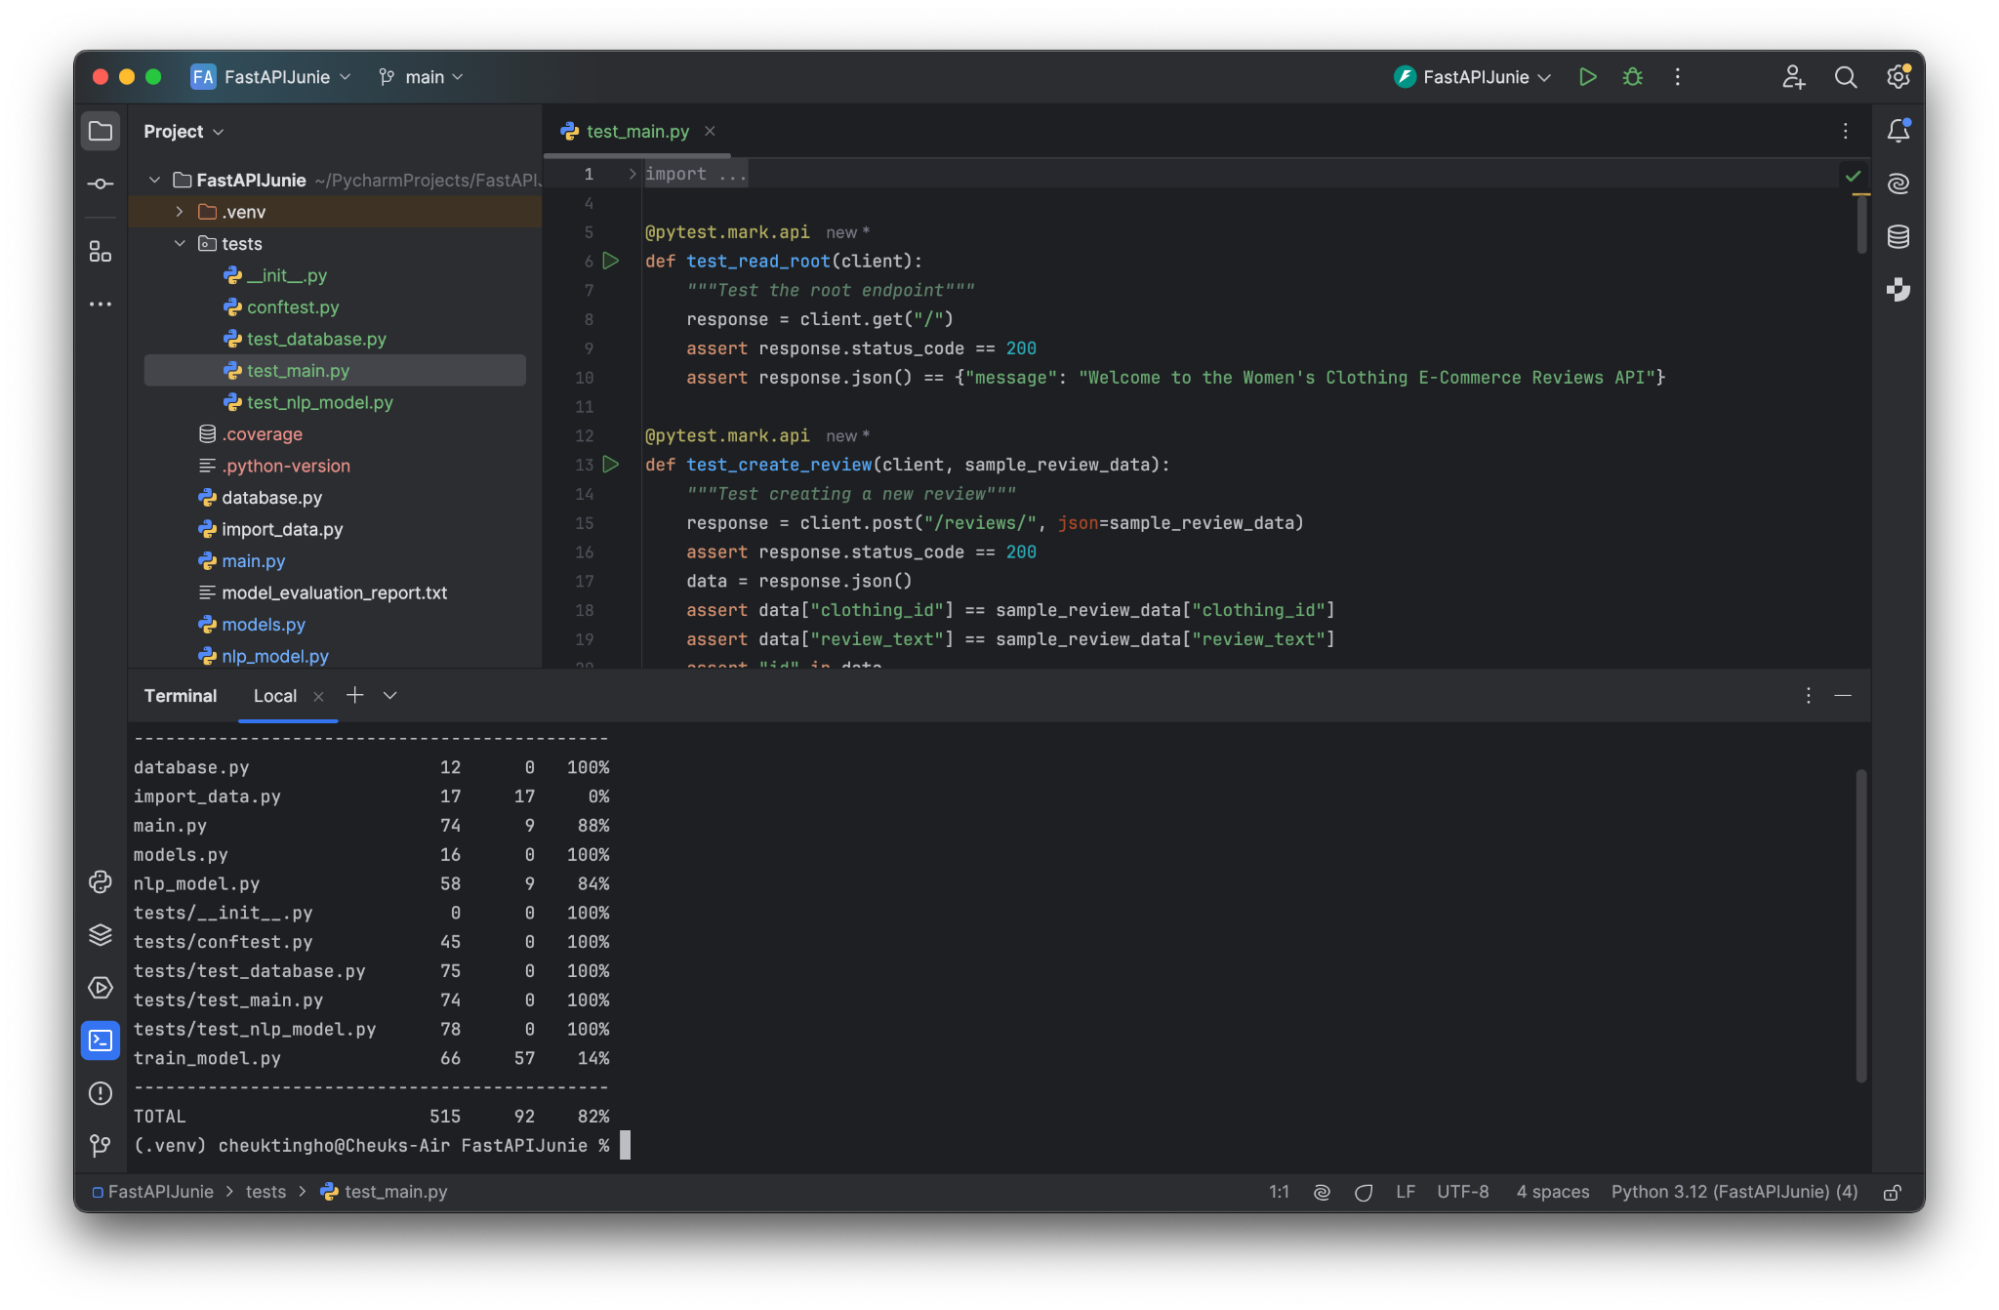 FA FastAPIJunie main FastAPIJunie
Project
FastAPIJunie ~/PycharmProjects/FastAPI
.venv
tests
__init__.py
conftest.py
test_database.py
test_main.py
test_nlp_model.py
.coverage
.python-version
database.py
import_data.py
main.py
model_evaluation_report.txt
models.py
nlp_model.py
test_main.py
1 import ...
4
5 @pytest.mark.api new *
6 def test_read_root(client):
7 """Test the root endpoint"""
8 response = client.get("/")
9 assert response.status_code == 200
10 assert response.json() == {"message": "Welcome to the Women's Clothing E-Commerce Reviews API"}
11
12 @pytest.mark.api new *
13 def test_create_review(client, sample_review_data):
14 """Test creating a new review"""
15 response = client.post("/reviews/", json=sample_review_data)
16 assert response.status_code == 200
17 data = response.json()
18 assert data["clothing_id"] == sample_review_data["clothing_id"]
19 assert data["review_text"] == sample_review_data["review_text"]
20 assert "id" in data
Terminal Local
---------------------------------------------
database.py 12 0 100%
import_data.py 17 17 0%
main.py 74 9 88%
models.py 16 0 100%
nlp_model.py 58 9 84%
tests/__init__.py 0 0 100%
tests/conftest.py 45 0 100%
tests/test_database.py 75 0 100%
tests/test_main.py 74 0 100%
tests/test_nlp_model.py 78 0 100%
train_model.py 66 57 14%
---------------------------------------------
TOTAL 515 92 82%
(.venv) cheuktingho@Cheuks-Air FastAPIJunie %
FastAPIJunie > tests > test_main.py 1:1 LF UTF-8 4 spaces Python 3.12 (FastAPIJunie) (4)